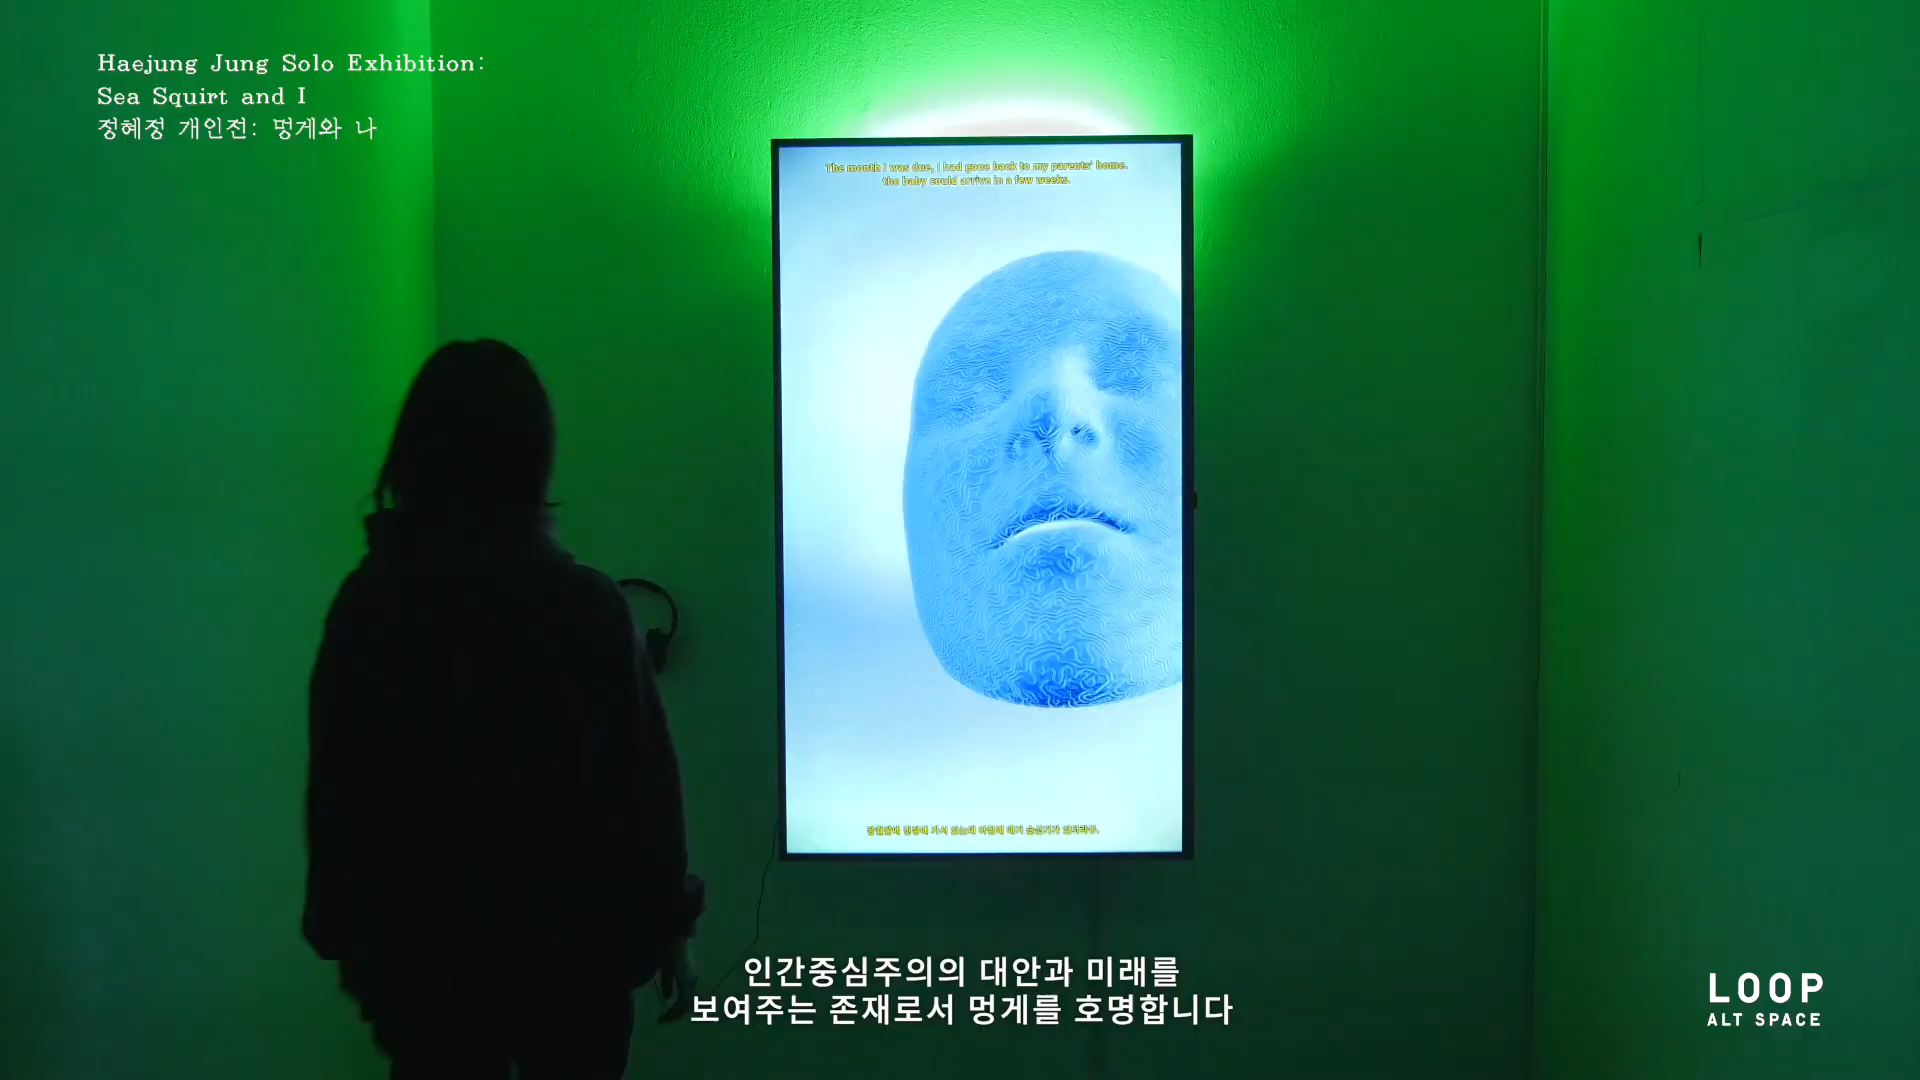 Haejung Jung Solo Exhibition:
Sea Squirt and I
정혜정 개인전: 멍게와 나
The month I was due, I had gone back to my parents' home.
the baby could arrive in a few weeks.
인간중심주의의 대안과 미래를
보여주는 존재로서 멍게를 호명합니다
LOOP
ALT SPACE